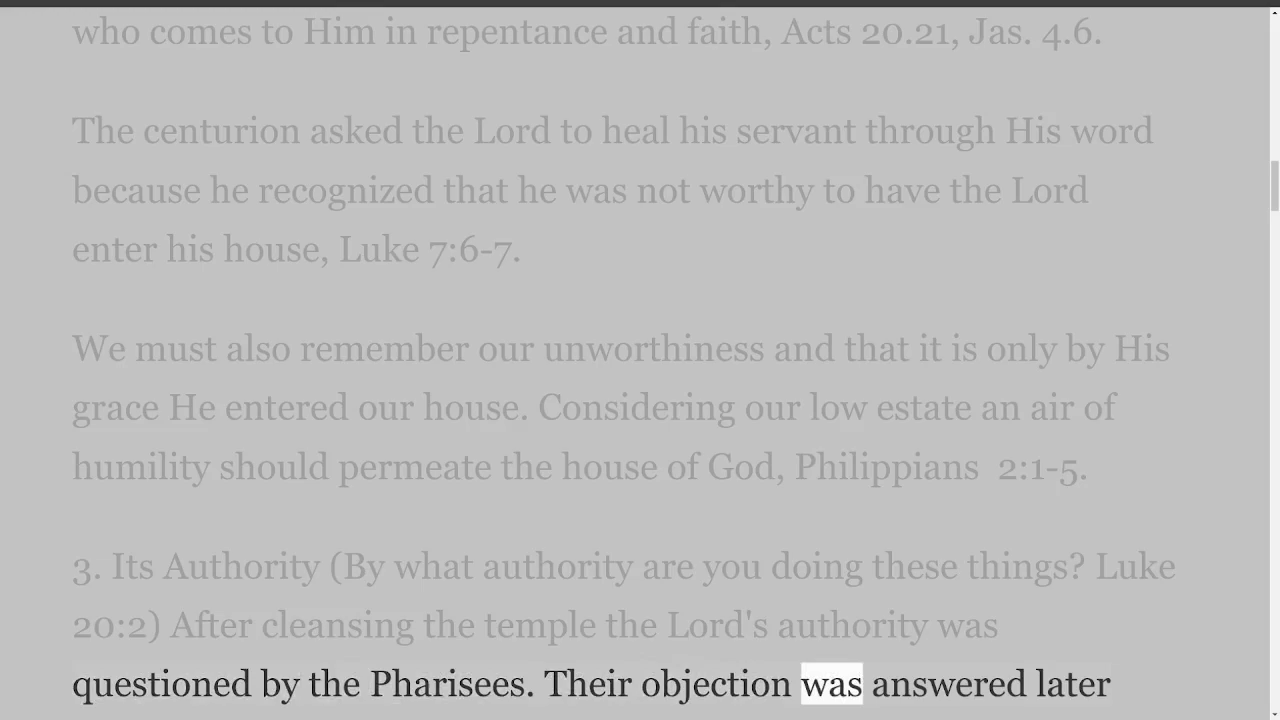 who comes to Him in repentance and faith, Acts 20.21, Jas. 4.6.
The centurion asked the Lord to heal his servant through His word
because he recognized that he was not worthy to have the Lord
enter his house, Luke 7:6-7.
We must also remember our unworthiness and that it is only by His
grace He entered our house. Considering our low estate an air of
humility should permeate the house of God, Philippians  2:1-5.
3. Its Authority (By what authority are you doing these things? Luke
20:2) After cleansing the temple the Lord's authority was
questioned by the Pharisees. Their objection was answered later